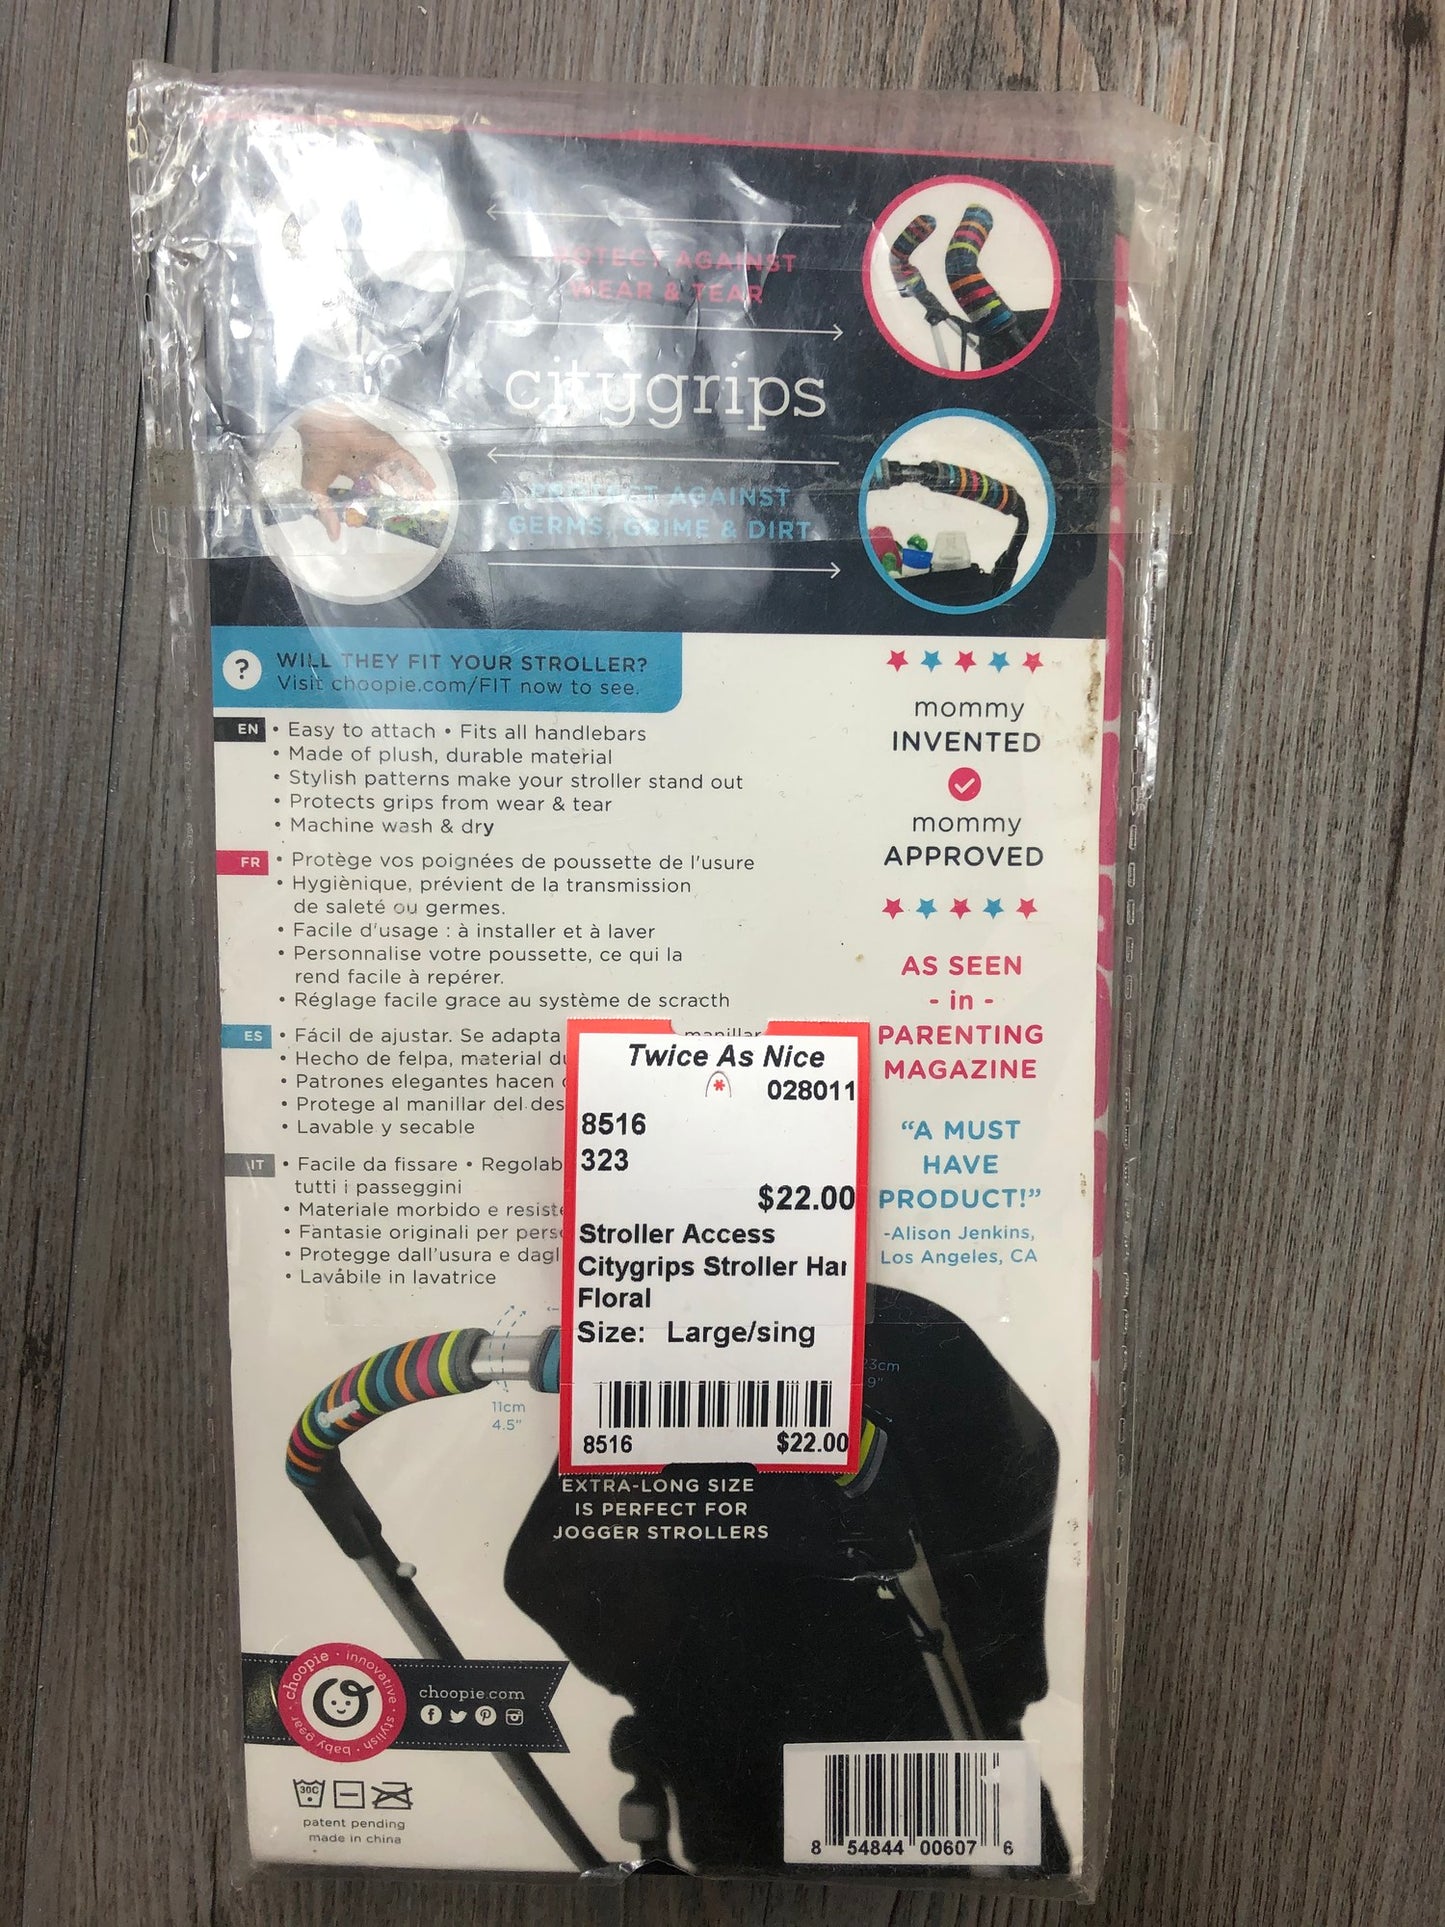 PROTECT AGAINST
WEAR & TEAR
citygrips
PROTECT AGAINST
GERMS, GRIME & DIRT
? WILL THEY FIT YOUR STROLLER?
Visit choopie.com/FIT now to see.
EN • Easy to attach • Fits all handlebars
• Made of plush, durable material
• Stylish patterns make your stroller stand out
• Protects grips from wear & tear
• Machine wash & dry
FR • Protège vos poignées de poussette de l'usure
• Hygiènique, prévient de la transmission
de saleté ou germes.
• Facile d'usage : à installer et à laver
• Personnalise votre poussette, ce qui la
rend facile à repérer.
• Réglage facile grace au système de scracth
ES • Fácil de ajustar. Se adapta manillar
• Hecho de felpa, material
• Patrones elegantes hacen
• Protege al manillar del
• Lavable y secable
IT • Facile da fissare •
tutti i passeggini
• Materiale morbido e
• Fantasie originali per
• Protegge dall'usura e
• Lavabile in lavatrice
mommy
INVENTED
mommy
APPROVED
AS SEEN
- in -
PARENTING
MAGAZINE
"A MUST
HAVE
PRODUCT!"
-Alison Jenkins,
Los Angeles, CA
Twice As Nice
* 028011
8516
323
$22.00
Stroller Access
Citygrips Stroller Har
Floral
Size: Large/sing
8516 $22.00
11cm
4.5"
23cm
9"
EXTRA-LONG SIZE
IS PERFECT FOR
JOGGER STROLLERS
choopie • innovative • stylish • baby gear
choopie.com
30C
patent pending
made in china
8 54844 00607 6